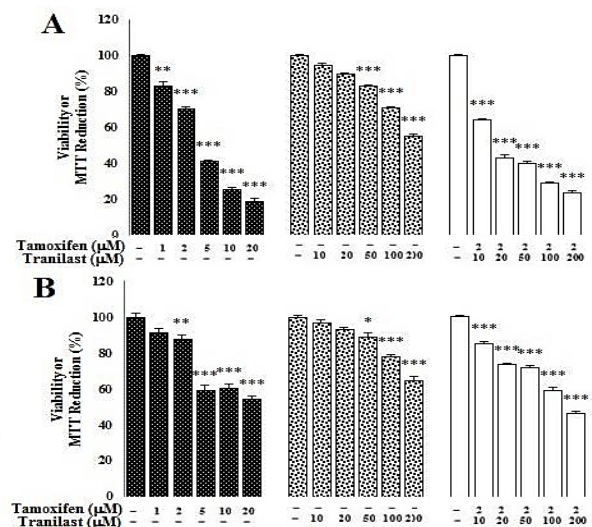 A
Viability or
MTT Reduction (%)
120
100
80
60
40
20
0
** *** *** *** ***
*** *** ***
*** *** *** *** ***
Tamoxifen (μM) – 1 2 5 10 20 – – – – – – – 2 2 2 2 2
Tranilast (μM) – – – – – – – 10 20 50 100 200 – 10 20 50 100 200
B
Viability or
MTT Reduction (%)
120
100
80
60
40
20
0
** *** *** ***
* *** ***
*** *** *** *** ***
Tamoxifen (μM) – 1 2 5 10 20 – – – – – – – 2 2 2 2 2
Tranilast (μM) – – – – – – – 10 20 50 100 200 – 10 20 50 100 200